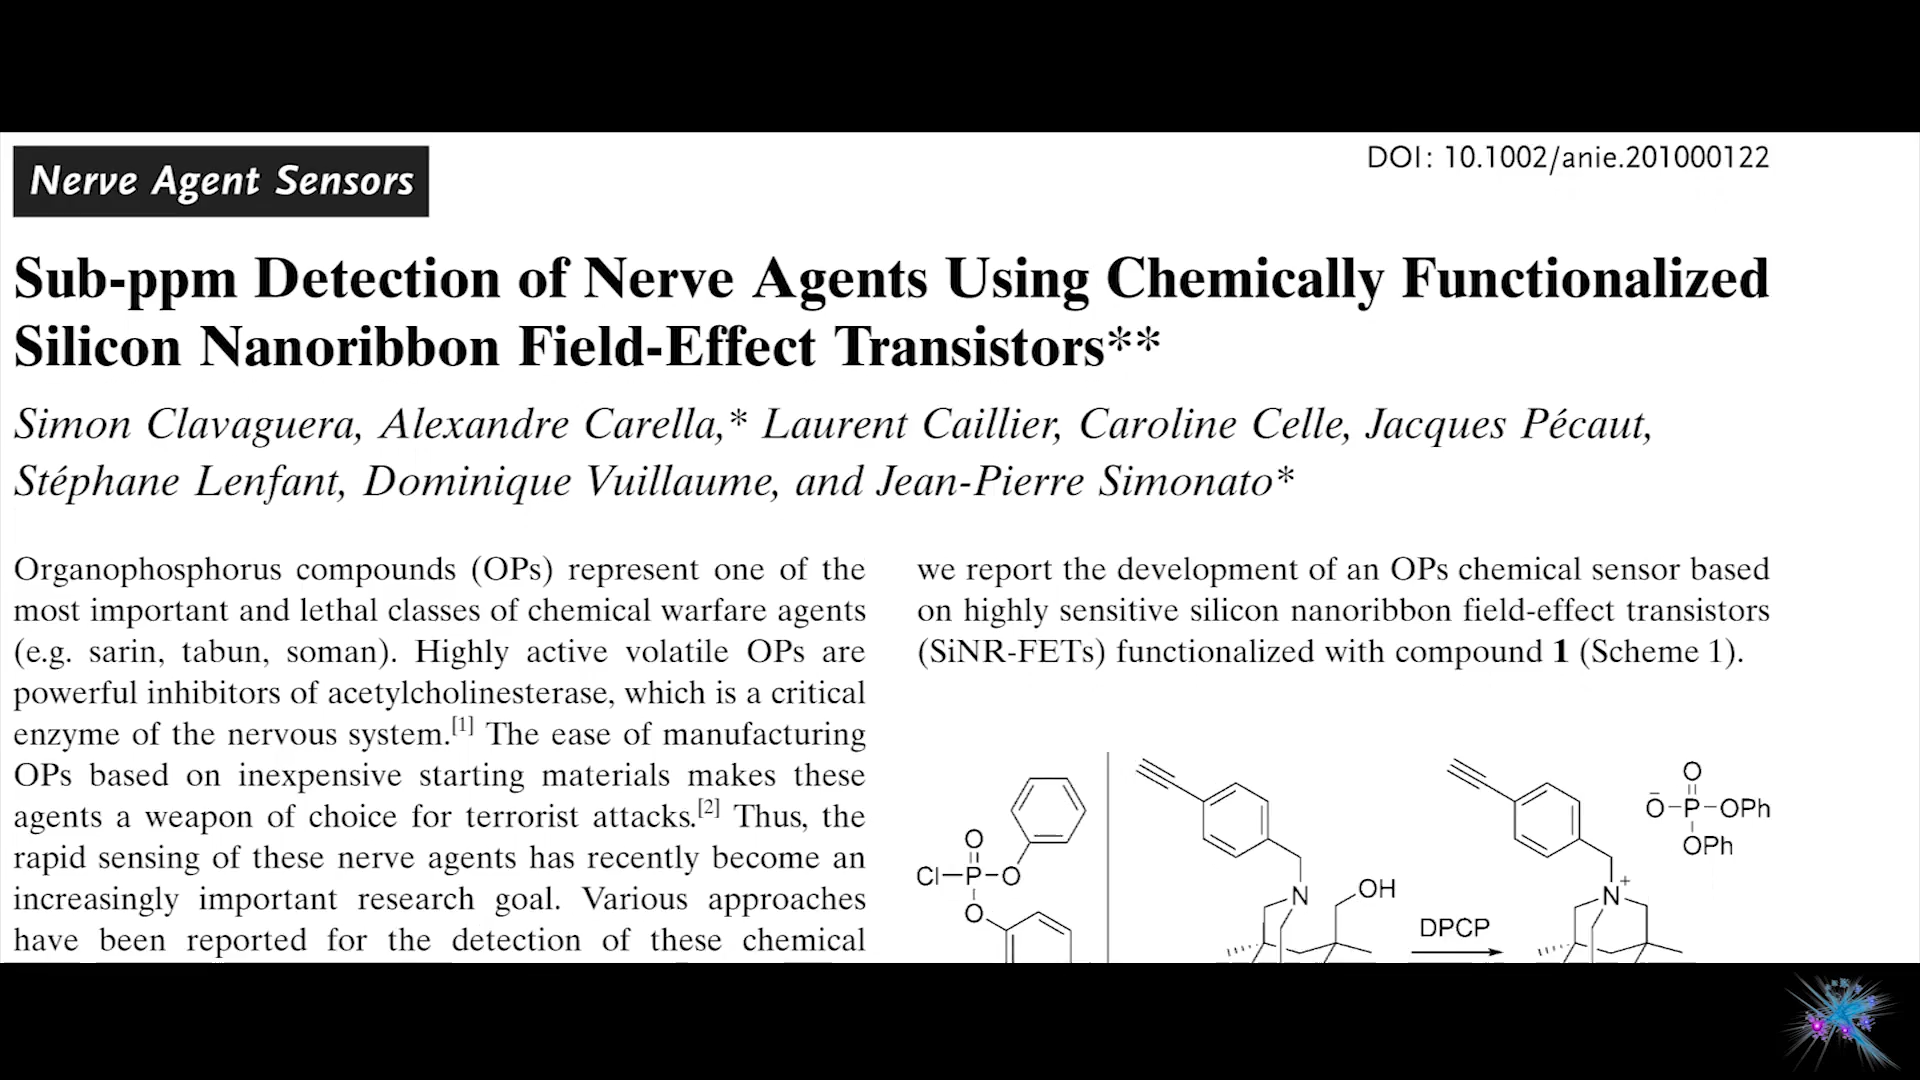 Nerve Agent Sensors
DOI: 10.1002/anie.201000122
Sub-ppm Detection of Nerve Agents Using Chemically Functionalized
Silicon Nanoribbon Field-Effect Transistors**
Simon Clavaguera, Alexandre Carella,* Laurent Caillier, Caroline Celle, Jacques Pécaut,
Stéphane Lenfant, Dominique Vuillaume, and Jean-Pierre Simonato*
Organophosphorus compounds (OPs) represent one of the
most important and lethal classes of chemical warfare agents
(e.g. sarin, tabun, soman). Highly active volatile OPs are
powerful inhibitors of acetylcholinesterase, which is a critical
enzyme of the nervous system.[1] The ease of manufacturing
OPs based on inexpensive starting materials makes these
agents a weapon of choice for terrorist attacks.[2] Thus, the
rapid sensing of these nerve agents has recently become an
increasingly important research goal. Various approaches
have been reported for the detection of these chemical
we report the development of an OPs chemical sensor based
on highly sensitive silicon nanoribbon field-effect transistors
(SiNR-FETs) functionalized with compound 1 (Scheme 1).
O
Cl P O
O
N
OH
DPCP
N+
O
O− P OPh
OPh